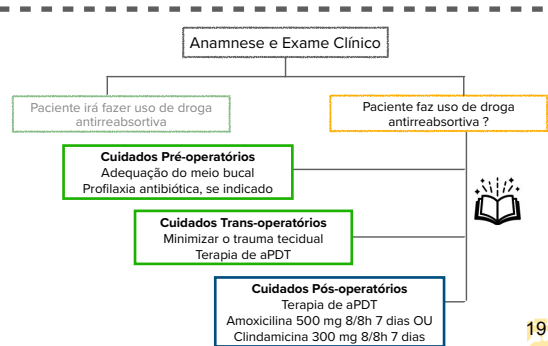 Anamnese e Exame Clínico
Paciente irá fazer uso de droga
antirreabsortiva
Paciente faz uso de droga
antirreabsortiva ?
Cuidados Pré-operatórios
Adequação do meio bucal
Profilaxia antibiótica, se indicado
Cuidados Trans-operatórios
Minimizar o trauma tecidual
Terapia de aPDT
Cuidados Pós-operatórios
Terapia de aPDT
Amoxicilina 500 mg 8/8h 7 dias OU
Clindamicina 300 mg 8/8h 7 dias
19